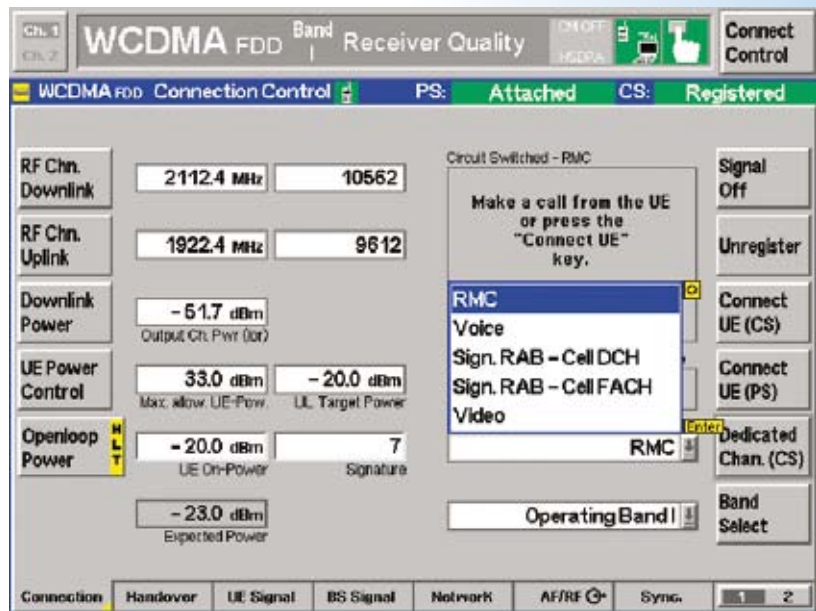 Ch. 1
Ch. 2
WCDMA FDD Band I Receiver Quality
CM OFF
HSDPA
Connect Control
WCDMA FDD Connection Control PS: Attached CS: Registered
RF Chn. Downlink
2112.4 MHz 10562
Circuit Switched - RMC
Signal Off
Make a call from the UE
or press the
"Connect UE"
key.
RF Chn. Uplink
1922.4 MHz 9612
Unregister
Downlink Power
- 51.7 dBm
Output Ch. Pwr (Ior)
RMC
Voice
Sign. RAB - Cell DCH
Sign. RAB - Cell FACH
Video
Connect UE (CS)
UE Power Control
33.0 dBm - 20.0 dBm
Max. allow. UE-Pow. UL Target Power
Connect UE (PS)
Openloop Power
HLT
- 20.0 dBm 7
UE On-Power Signature
Enter
RMC
Dedicated Chan. (CS)
- 23.0 dBm
Expected Power
Operating Band I
Band Select
Connection Handover UE Signal BS Signal Network AF/RF Sync. 1 2